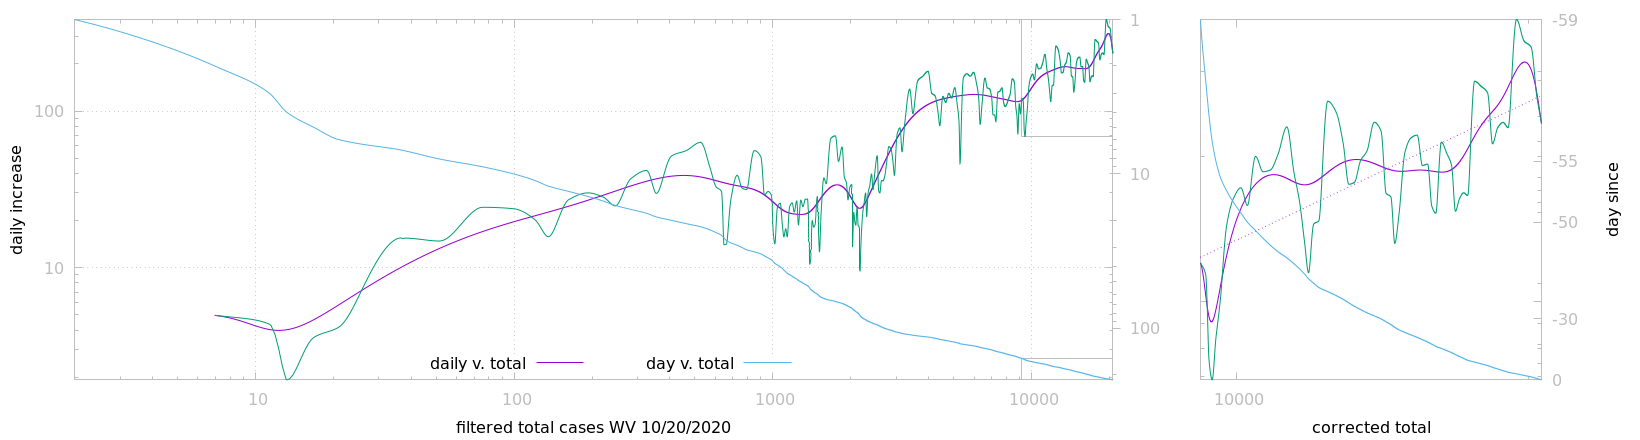 daily increase
100
10
10
100
1000
10000
filtered total cases WV 10/20/2020
daily v. total
day v. total
1
10
100
10000
corrected total
-59
-55
-50
-30
0
day since